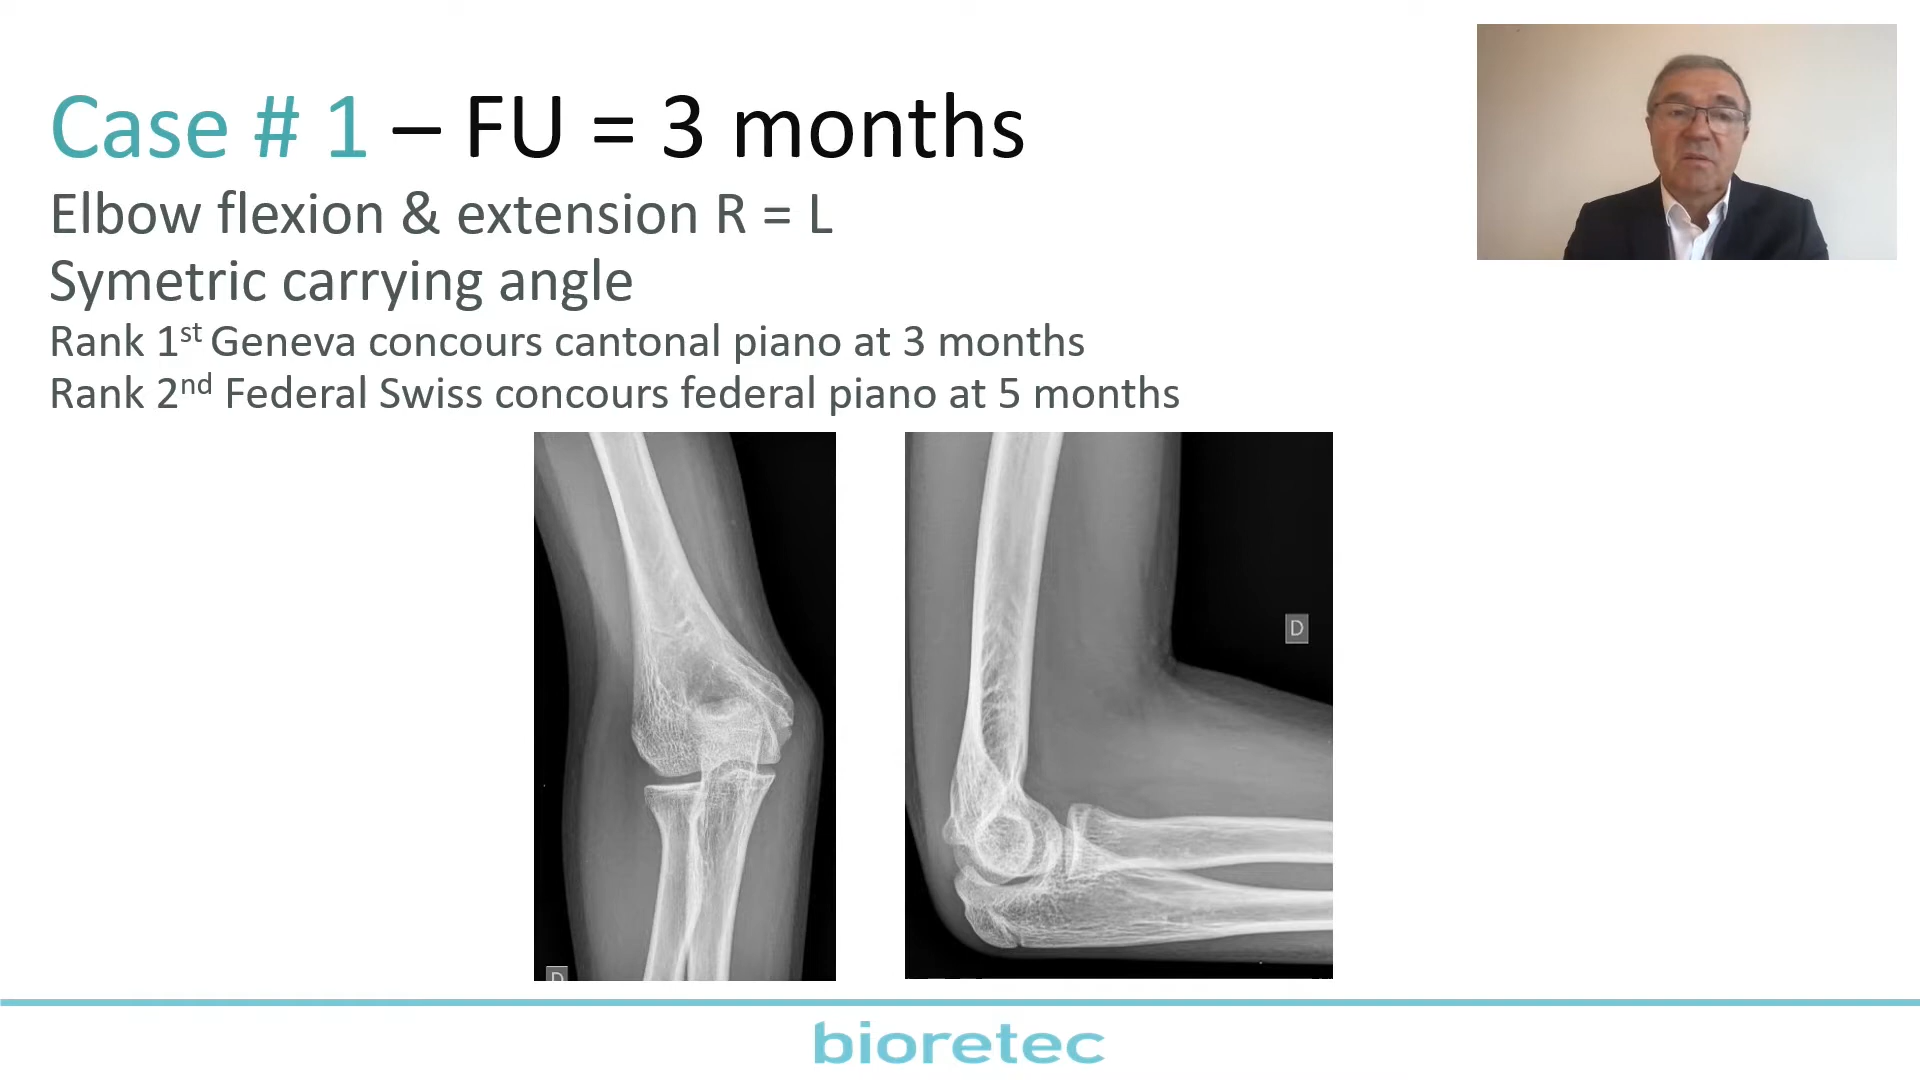 Case # 1 – FU = 3 months
Elbow flexion & extension R = L
Symetric carrying angle
Rank 1st Geneva concours cantonal piano at 3 months
Rank 2nd Federal Swiss concours federal piano at 5 months
D
D
bioretec